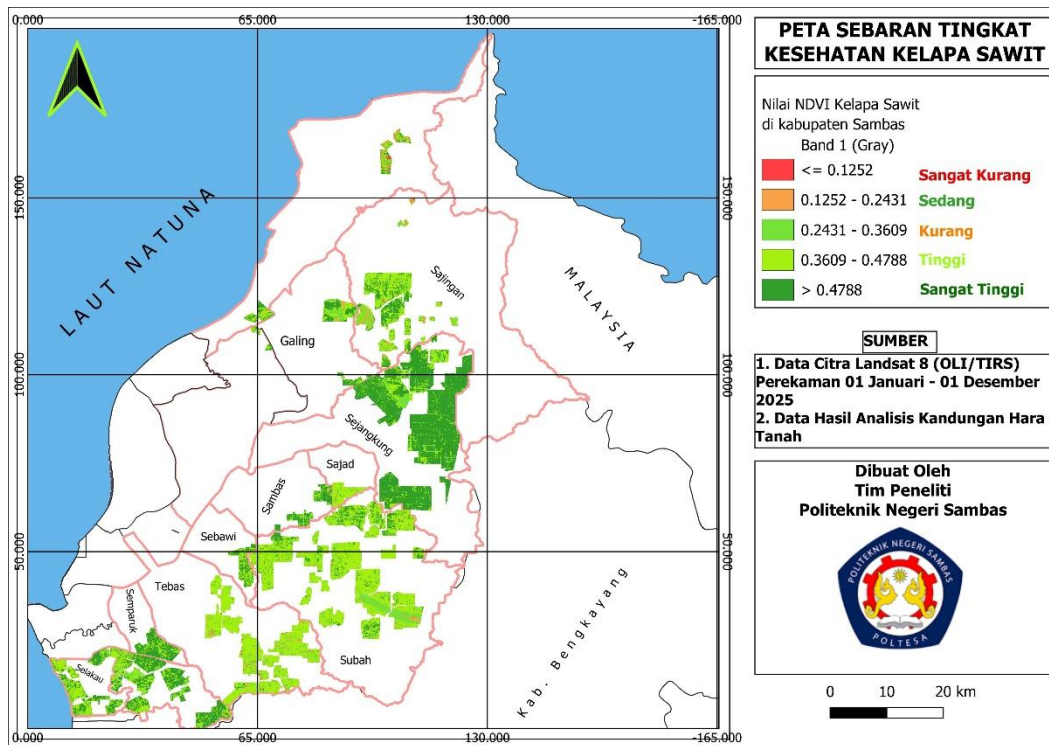 0.000
65.000
130.000
-165.000
150.000
100.000
50.000
150.000
100.000
50.000
0.000
65.000
130.000
-165.000
LAUT NATUNA
MALAYSIA
Kab. Bengkayang
Sajingan
Galing
Sejangkung
Sajad
Sambas
Sebawi
Tebas
Semparuk
Selakau
Subah
PETA SEBARAN TINGKAT
KESEHATAN KELAPA SAWIT
Nilai NDVI Kelapa Sawit
di kabupaten Sambas
Band 1 (Gray)
<= 0.1252 Sangat Kurang
0.1252 - 0.2431 Sedang
0.2431 - 0.3609 Kurang
0.3609 - 0.4788 Tinggi
> 0.4788 Sangat Tinggi
SUMBER
1. Data Citra Landsat 8 (OLI/TIRS)
Perekaman 01 Januari - 01 Desember
2025
2. Data Hasil Analisis Kandungan Hara
Tanah
Dibuat Oleh
Tim Peneliti
Politeknik Negeri Sambas
POLITEKNIK NEGERI SAMBAS
POLTESA
0 10 20 km